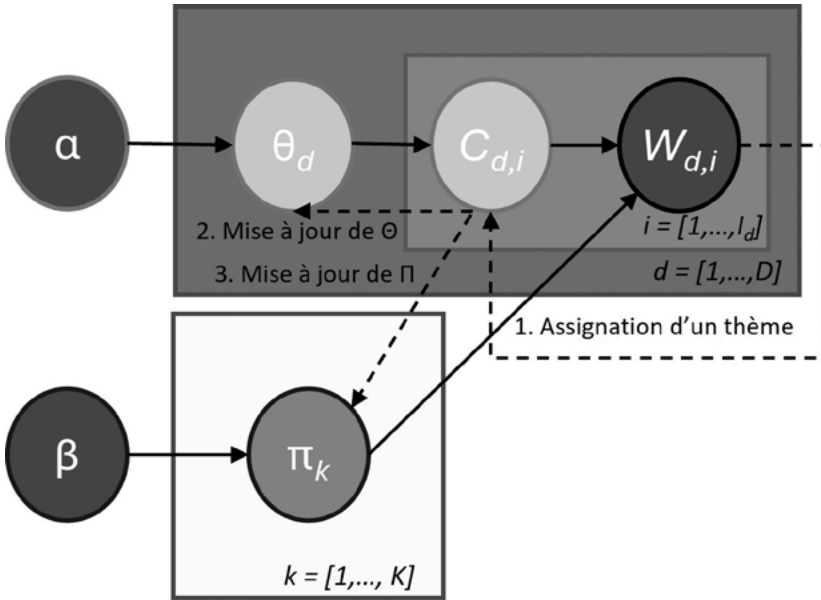 α
θd
Cd,i
Wd,i
2. Mise à jour de Θ
i = [1,...,Id]
3. Mise à jour de Π
d = [1,...,D]
1. Assignation d’un thème
β
πk
k = [1,..., K]